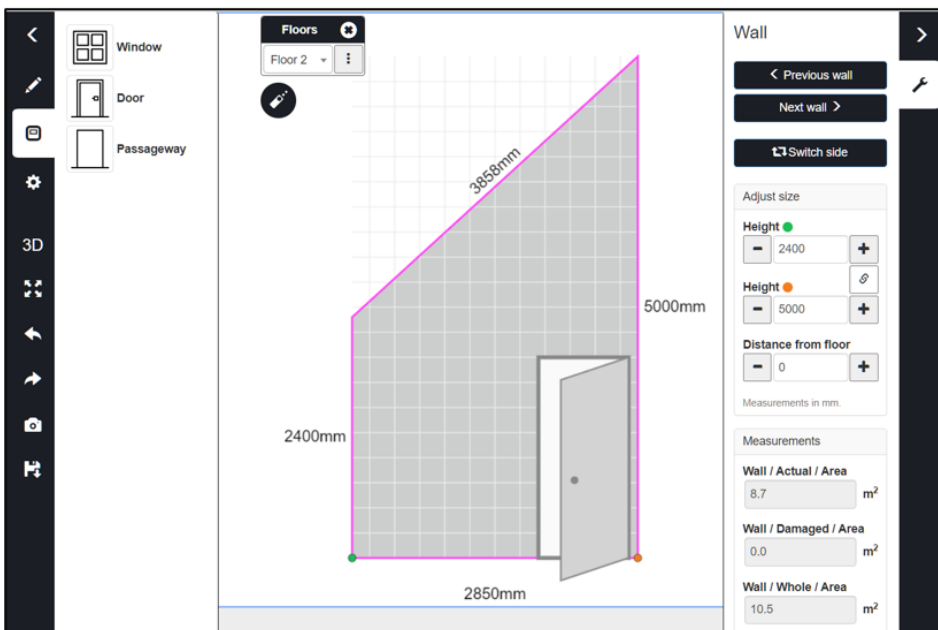 Window
Door
Passageway
3D
Floors
Floor 2
3858mm
5000mm
2400mm
2850mm
Wall
Previous wall
Next wall
Switch side
Adjust size
Height
2400
Height
5000
Distance from floor
0
Measurements in mm.
Measurements
Wall / Actual / Area
8.7 m²
Wall / Damaged / Area
0.0 m²
Wall / Whole / Area
10.5 m²